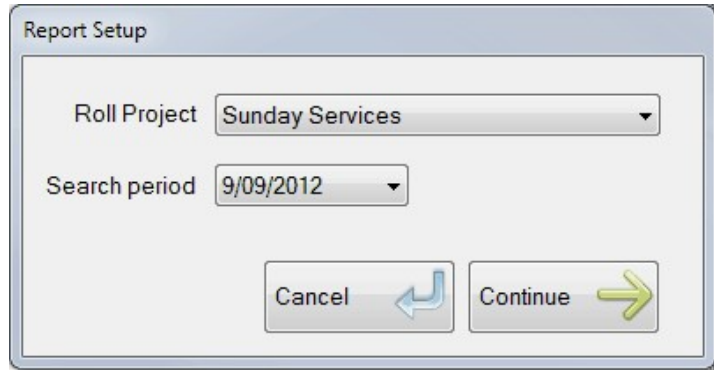 Report Setup
Roll Project Sunday Services
Search period 9/09/2012
Cancel Continue